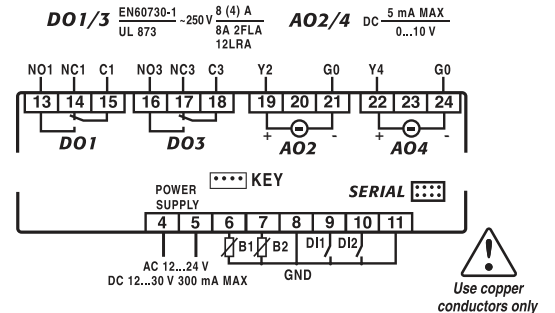 DO1/3 EN60730-1 ~250 V 8 (4) A AO2/4 DC 5 mA MAX
UL 873 8A 2FLA 0...10 V
12LRA
NO1 NC1 C1 NO3 NC3 C3 Y2 G0 Y4 G0
13 14 15 16 17 18 19 20 21 22 23 24
+ - + -
DO1 DO3 AO2 AO4
KEY
POWER SERIAL
SUPPLY
4 5 6 7 8 9 10 11
B1 B2 DI1 DI2
AC 12...24 V GND
DC 12...30 V 300 mA MAX
!
Use copper
conductors only